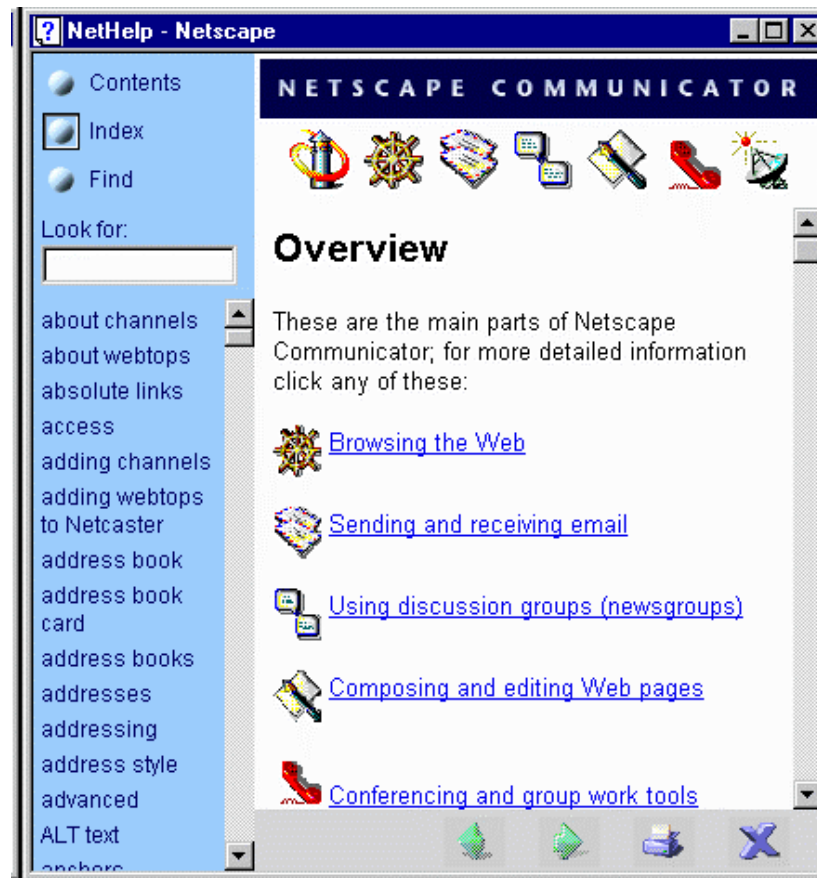 NetHelp - Netscape
Contents
Index
Find
Look for:
about channels
about webtops
absolute links
access
adding channels
adding webtops
to Netcaster
address book
address book
card
address books
addresses
addressing
address style
advanced
ALT text
anchors
NETSCAPE COMMUNICATOR
Overview
These are the main parts of Netscape
Communicator; for more detailed information
click any of these:
Browsing the Web
Sending and receiving email
Using discussion groups (newsgroups)
Composing and editing Web pages
Conferencing and group work tools